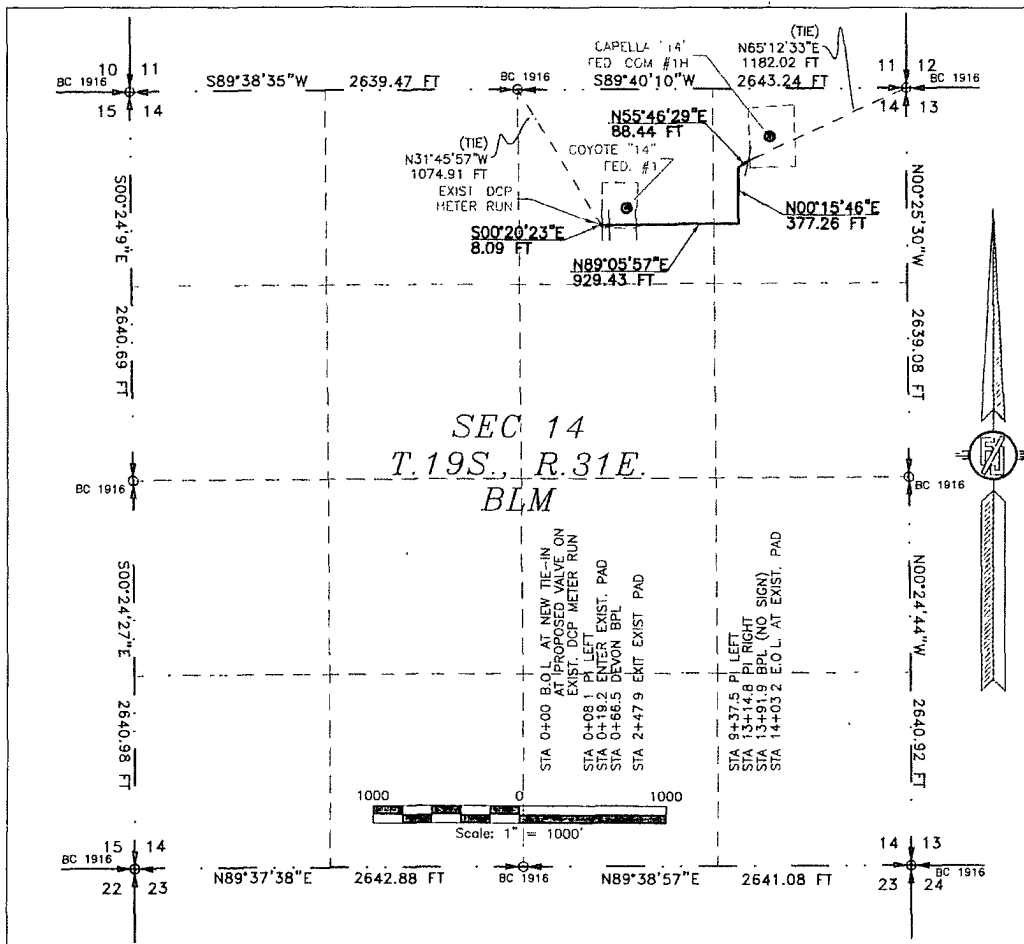 (TIE)
N65°12'33"E
1182.02 FT
CAPELLA '14'
FED COM #1H
10 11
BC 1916
15 14
S89°38'35"W 2639.47 FT
BC 1916
S89°40'10"W 2643.24 FT
11 12
BC 1916
14 13
N55°46'29"E
88.44 FT
(TIE)
N31°45'57"W
1074.91 FT
COYOTE "14"
FED. #1
EXIST DCP
METER RUN
S00°20'23"E
8.09 FT
N00°15'46"E
377.26 FT
N89°05'57"E
929.43 FT
S00°24'9"E 2640.69 FT
N00°25'30"W 2639.08 FT
SEC 14
T.19S., R.31E.
BLM
BC 1916
BC 1916
S00°24'27"E 2640.98 FT
N00°24'44"W 2640.92 FT
STA 0+00 B.O.L AT NEW TIE-IN
AT PROPOSED VALVE ON
EXIST. DCP METER RUN
STA 0+08 1 PI LEFT
STA 0+19.2 ENTER EXIST. PAD
STA 0+66.5 DEVON BPL
STA 2+47 9 EXIT EXIST PAD
STA 9+37.5 PI LEFT
STA 13+14.8 PI RIGHT
STA 13+91.9 BPL (NO SIGN)
STA 14+03 2 E.O.L. AT EXIST. PAD
1000 0 1000
Scale: 1" = 1000'
15 14
BC 1916
22 23
N89°37'38"E 2642.88 FT
BC 1916
N89°38'57"E 2641.08 FT
14 13
BC 1916
23 24